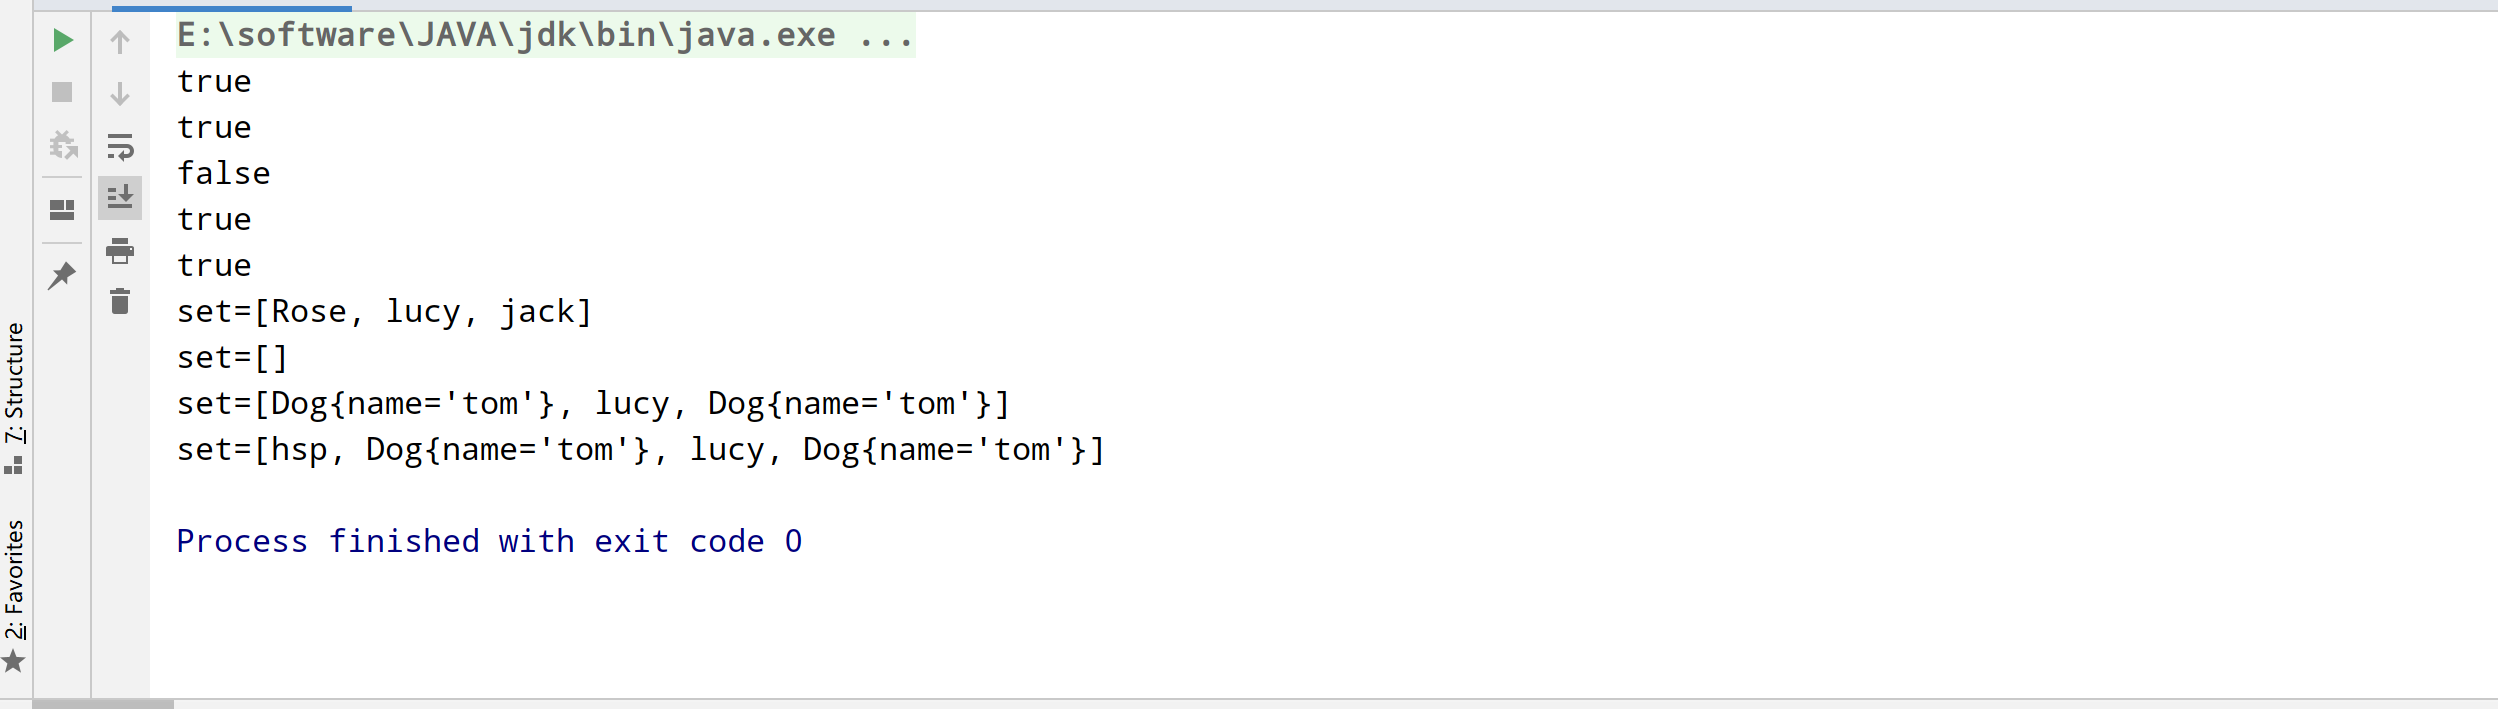 E:\software\JAVA\jdk\bin\java.exe ...
true
true
false
true
true
set=[Rose, lucy, jack]
set=[]
set=[Dog{name='tom'}, lucy, Dog{name='tom'}]
set=[hsp, Dog{name='tom'}, lucy, Dog{name='tom'}]
Process finished with exit code 0
7: Structure
2: Favorites